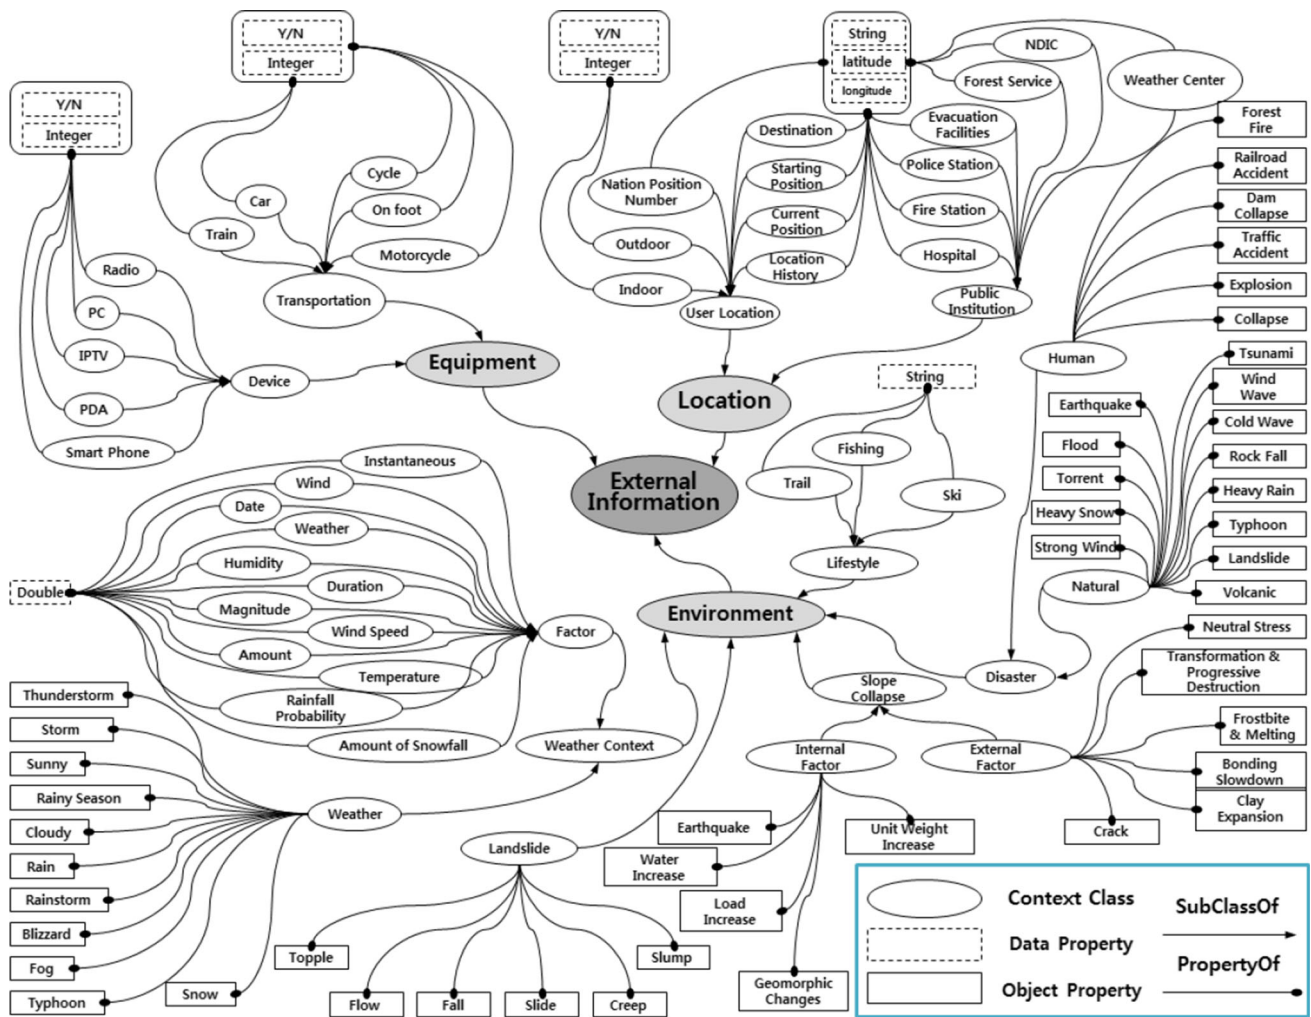 Y/N
Integer
Y/N
Integer
Y/N
Integer
String
latitude
longitude
NDIC
Forest Service
Weather Center
Forest
Fire
Railroad
Accident
Dam
Collapse
Traffic
Accident
Explosion
Collapse
Destination
Evacuation
Facilities
Starting
Position
Police Station
Nation Position
Number
Current
Position
Fire Station
Outdoor
Location
History
Hospital
Indoor
User Location
Public
Institution
Cycle
Car
On foot
Train
Motorcycle
Transportation
Radio
PC
IPTV
Device
PDA
Smart Phone
Equipment
Location
External
Information
String
Fishing
Trail
Ski
Lifestyle
Human
Tsunami
Wind
Wave
Earthquake
Cold Wave
Flood
Rock Fall
Torrent
Heavy Rain
Heavy Snow
Typhoon
Strong Wind
Landslide
Natural
Volcanic
Instantaneous
Wind
Date
Weather
Humidity
Double
Duration
Magnitude
Wind Speed
Factor
Amount
Temperature
Rainfall
Probability
Amount of Snowfall
Weather Context
Environment
Slope
Collapse
Disaster
Neutral Stress
Transformation &
Progressive
Destruction
Internal
Factor
External
Factor
Frostbite
& Melting
Bonding
Slowdown
Clay
Expansion
Crack
Thunderstorm
Storm
Sunny
Rainy Season
Cloudy
Rain
Rainstorm
Blizzard
Fog
Typhoon
Snow
Weather
Landslide
Topple
Flow
Fall
Slide
Creep
Slump
Earthquake
Water
Increase
Load
Increase
Geomorphic
Changes
Unit Weight
Increase
Context Class
SubClassOf
Data Property
PropertyOf
Object Property